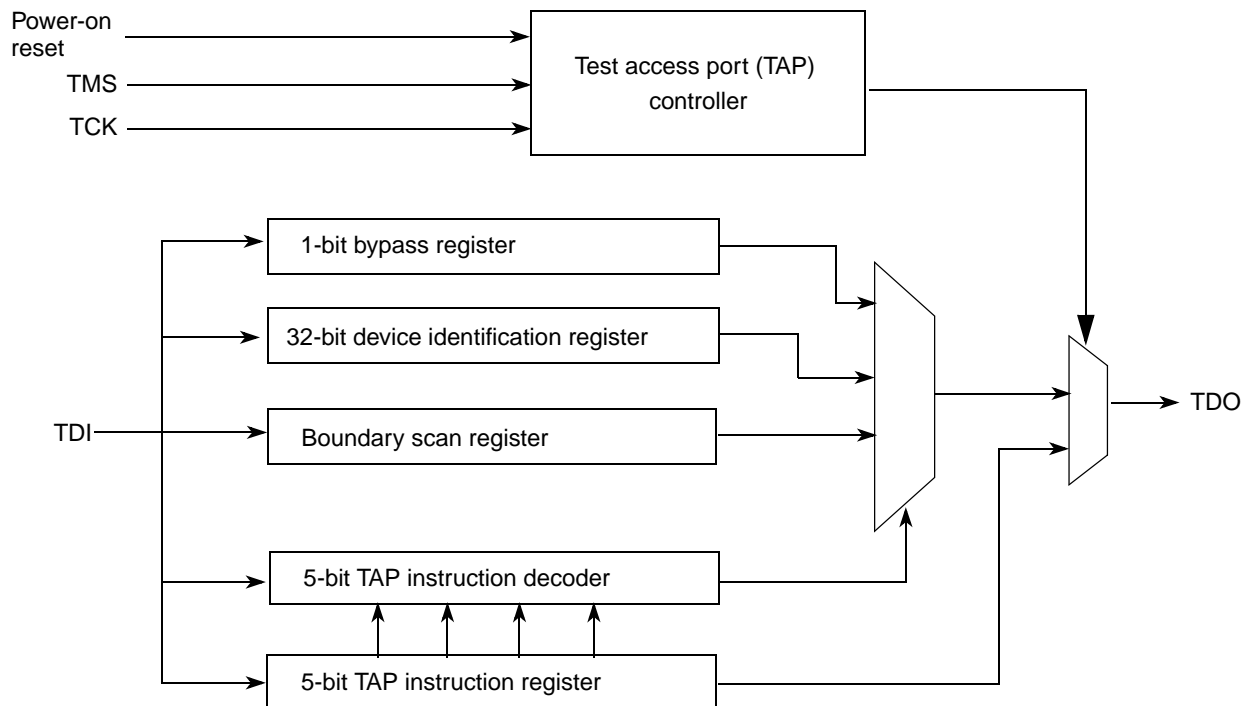 Power-on
reset
TMS
TCK
Test access port (TAP)
controller
1-bit bypass register
32-bit device identification register
TDI
Boundary scan register
TDO
5-bit TAP instruction decoder
5-bit TAP instruction register